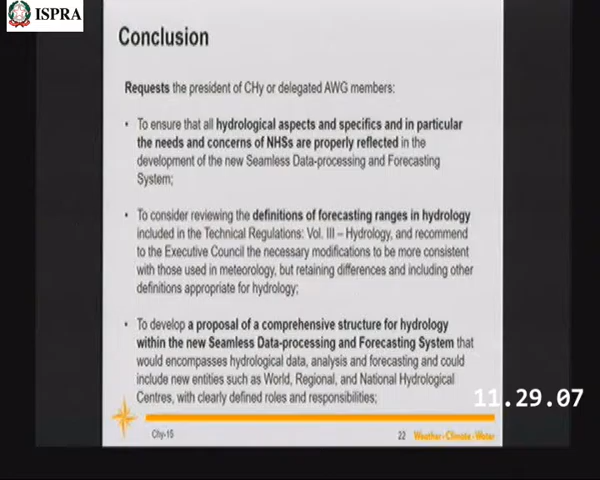 ISPRA
Conclusion
Requests the president of CHy or delegated AWG members:
• To ensure that all hydrological aspects and specifics and in particular
the needs and concerns of NHSs are properly reflected in the
development of the new Seamless Data-processing and Forecasting
System;
• To consider reviewing the definitions of forecasting ranges in hydrology
included in the Technical Regulations: Vol. III – Hydrology, and recommend
to the Executive Council the necessary modifications to be more consistent
with those used in meteorology, but retaining differences and including other
definitions appropriate for hydrology;
• To develop a proposal of a comprehensive structure for hydrology
within the new Seamless Data-processing and Forecasting System that
would encompasses hydrological data, analysis and forecasting and could
include new entities such as World, Regional, and National Hydrological
Centres, with clearly defined roles and responsibilities;
11.29.07
Chy-15 22 Weather • Climate • Water